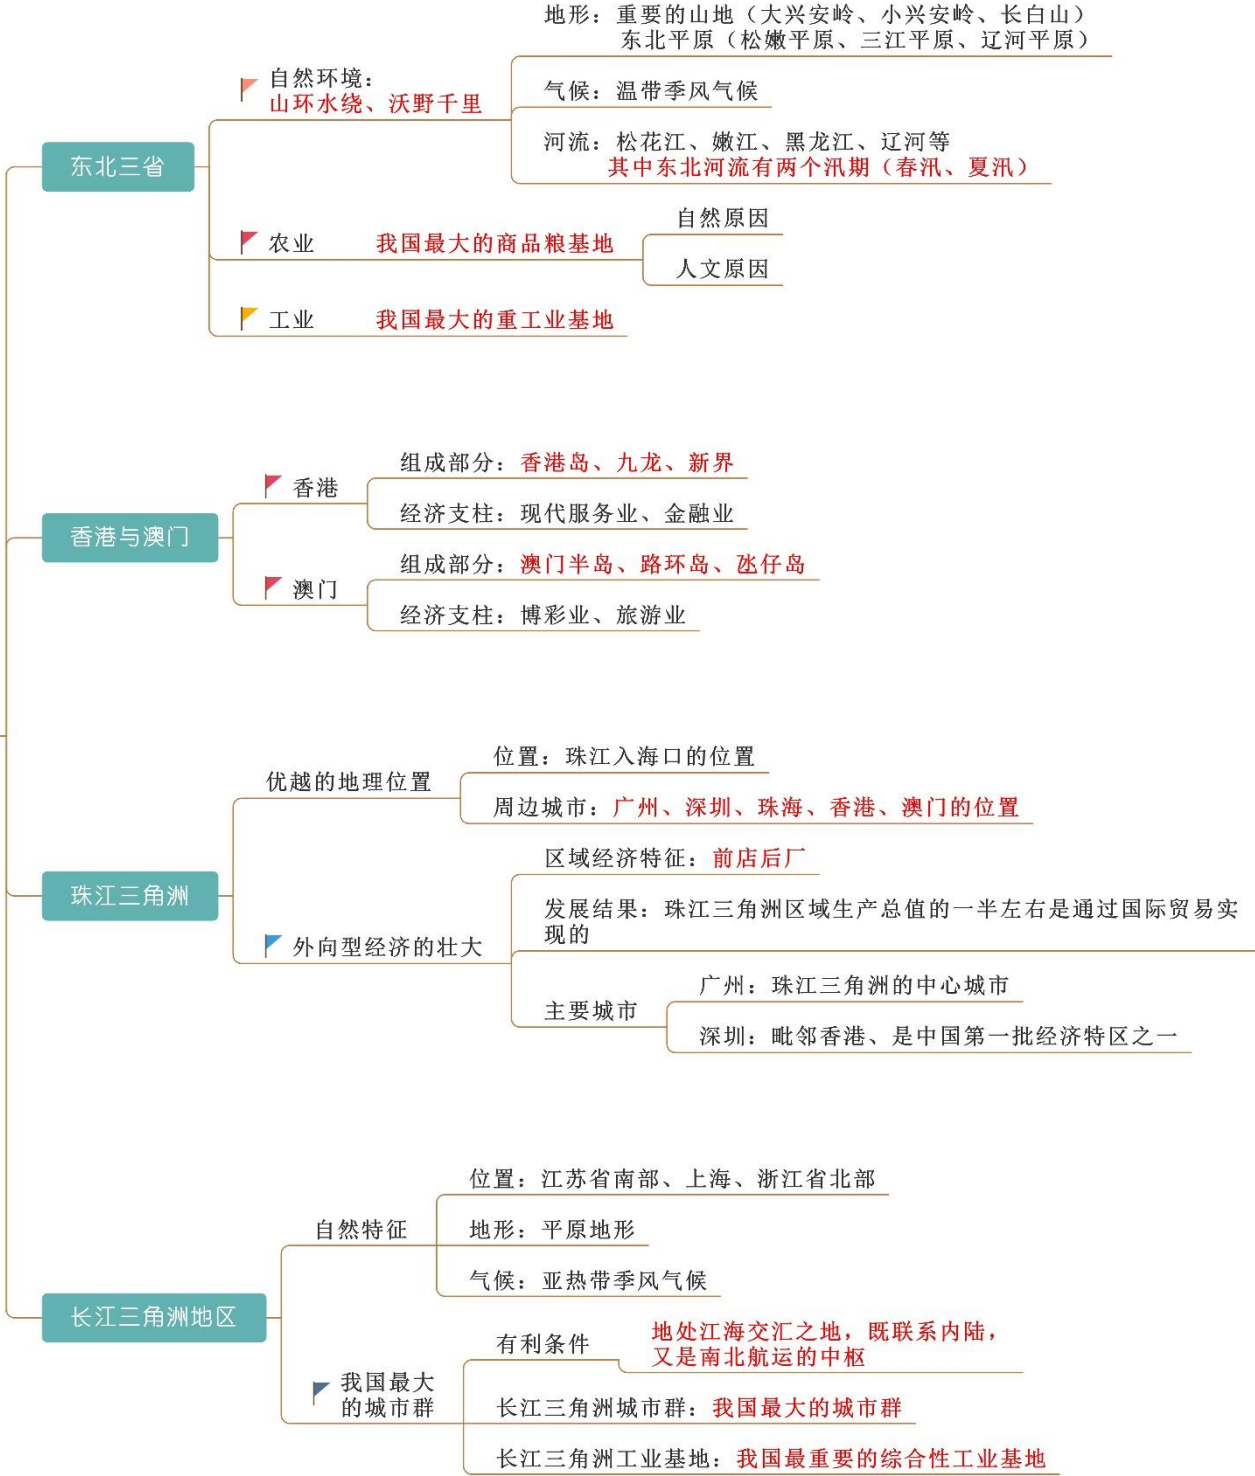 东北三省
自然环境：
山环水绕、沃野千里
地形：重要的山地（大兴安岭、小兴安岭、长白山）
东北平原（松嫩平原、三江平原、辽河平原）
气候：温带季风气候
河流：松花江、嫩江、黑龙江、辽河等
其中东北河流有两个汛期（春汛、夏汛）
农业 我国最大的商品粮基地
自然原因
人文原因
工业 我国最大的重工业基地
香港与澳门
香港
组成部分：香港岛、九龙、新界
经济支柱：现代服务业、金融业
澳门
组成部分：澳门半岛、路环岛、氹仔岛
经济支柱：博彩业、旅游业
珠江三角洲
优越的地理位置
位置：珠江入海口的位置
周边城市：广州、深圳、珠海、香港、澳门的位置
外向型经济的壮大
区域经济特征：前店后厂
发展结果：珠江三角洲区域生产总值的一半左右是通过国际贸易实
现的
主要城市
广州：珠江三角洲的中心城市
深圳：毗邻香港、是中国第一批经济特区之一
长江三角洲地区
自然特征
位置：江苏省南部、上海、浙江省北部
地形：平原地形
气候：亚热带季风气候
我国最大
的城市群
有利条件
地处江海交汇之地，既联系内陆，
又是南北航运的中枢
长江三角洲城市群：我国最大的城市群
长江三角洲工业基地：我国最重要的综合性工业基地